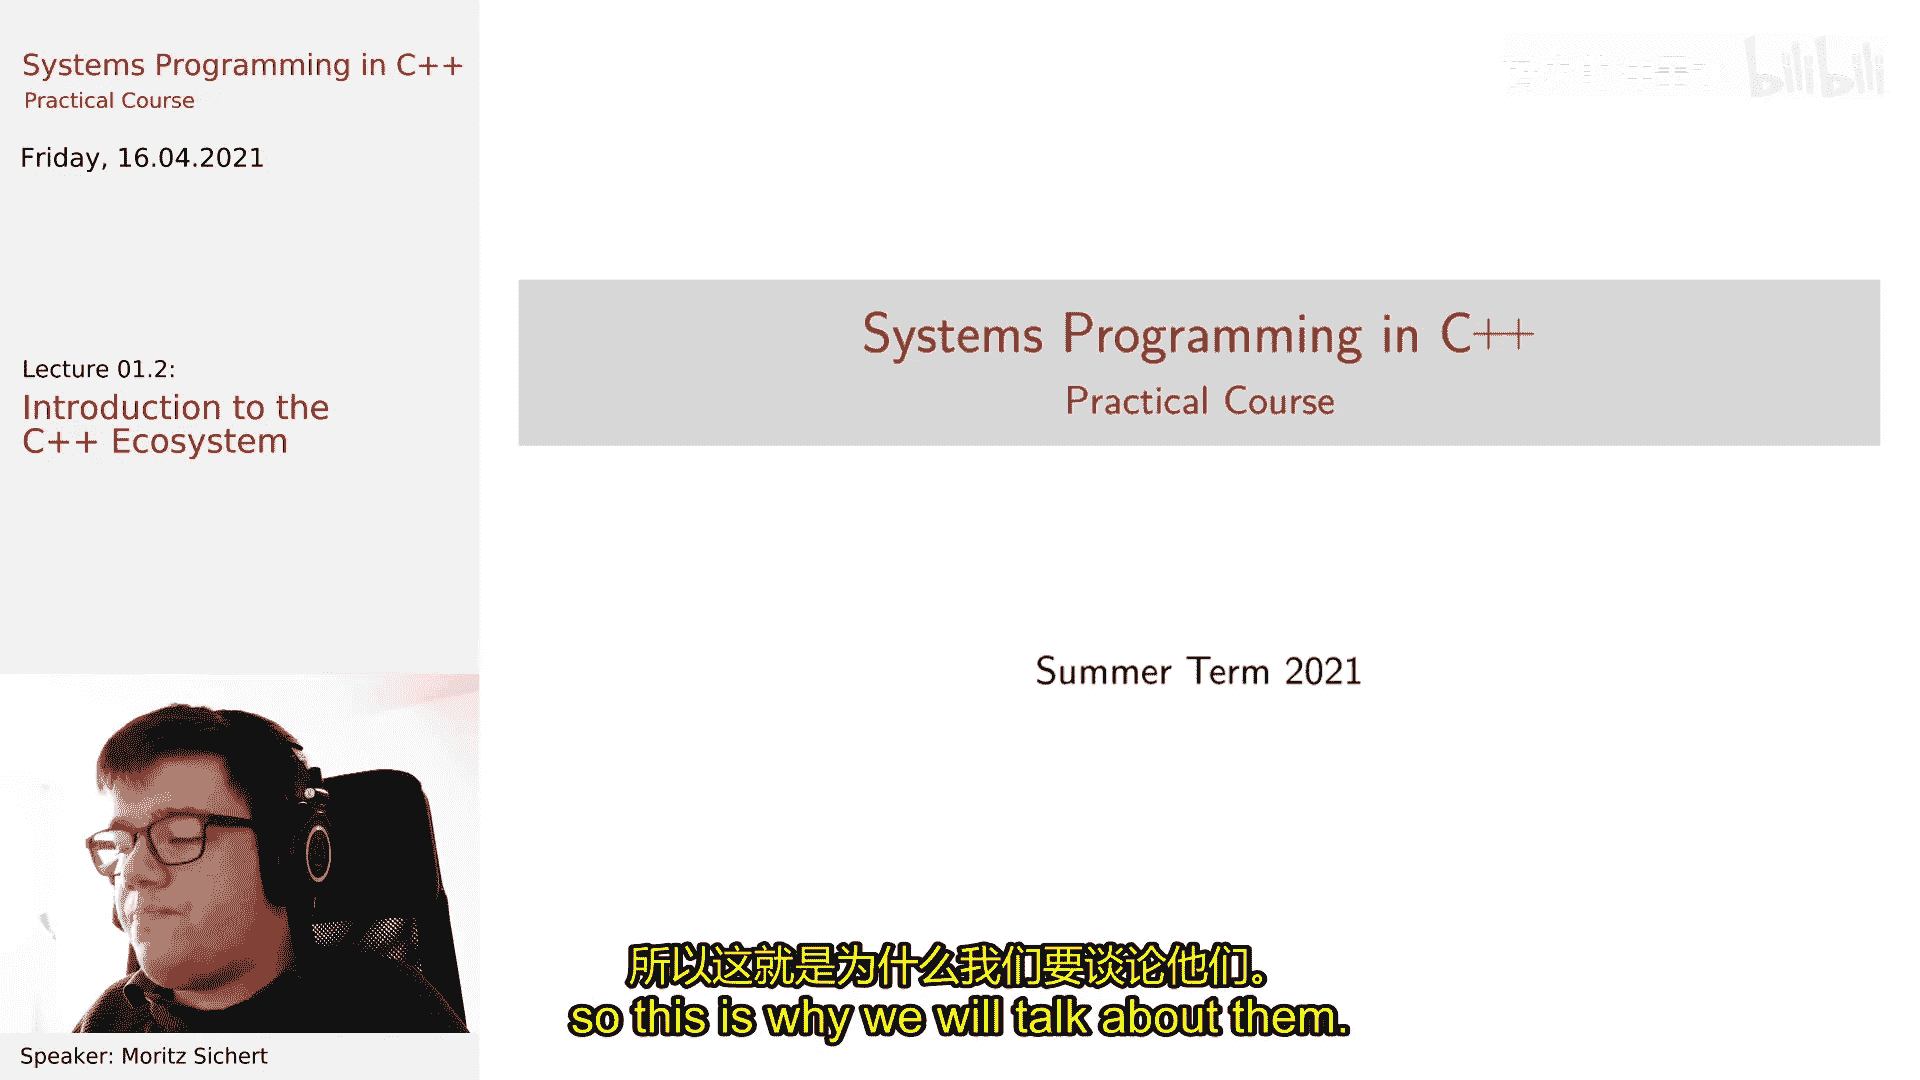 Systems Programming in C++
Practical Course
Friday, 16.04.2021
Lecture 01.2:
Introduction to the
C++ Ecosystem
Speaker: Moritz Sichert
bilibili
Systems Programming in C++
Practical Course
Summer Term 2021
所以这就是为什么我们要谈论他们。
so this is why we will talk about them.